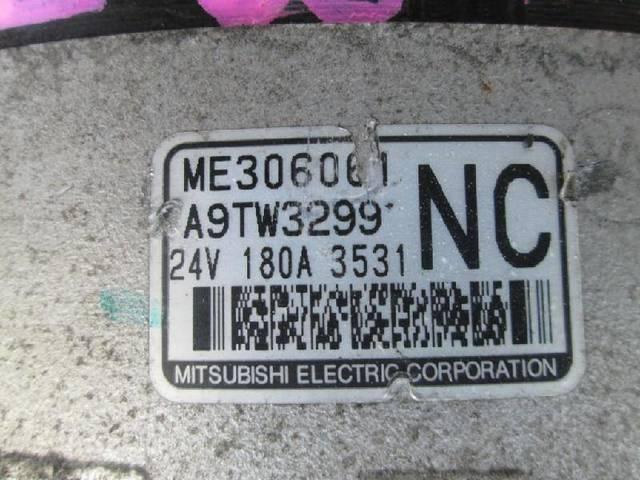 ME306061
A9TW3299
24V 180A 3531
NC
MITSUBISHI ELECTRIC CORPORATION